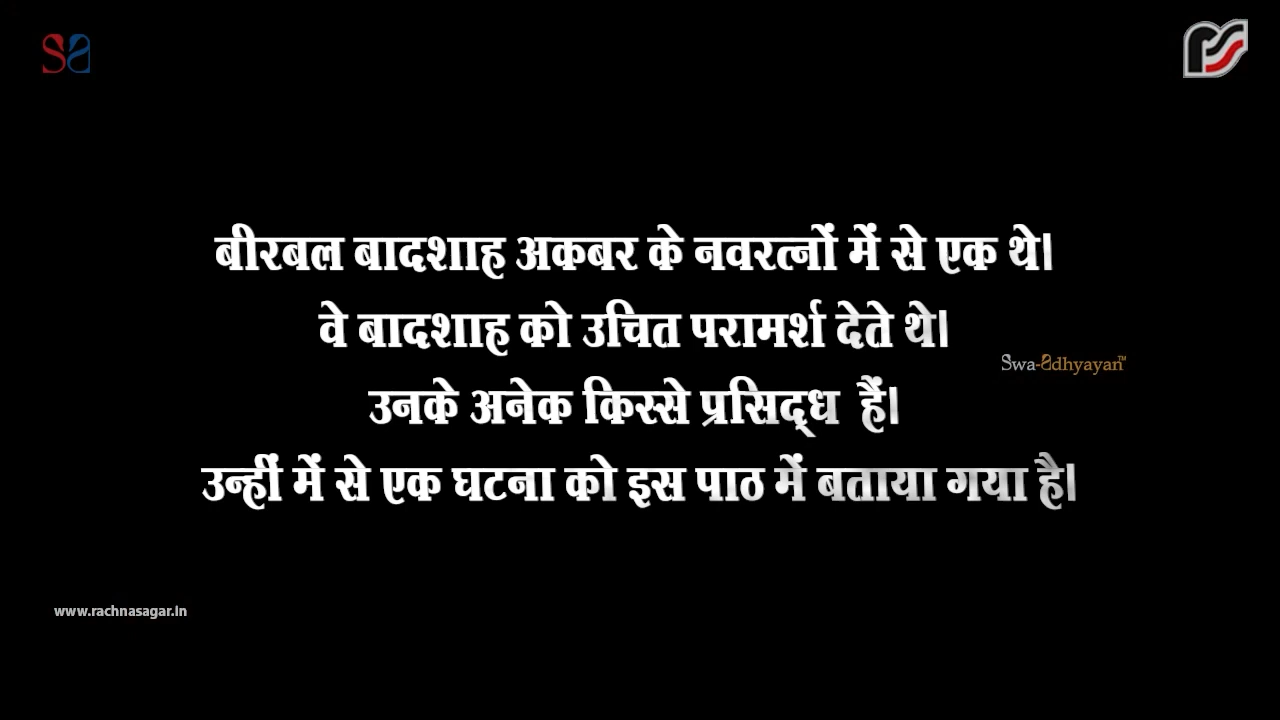 बीरबल बादशाह अकबर के नवरत्नों में से एक थे।
वे बादशाह को उचित परामर्श देते थे।
Swa-adhyayan™
उनके अनेक किस्से प्रसिद्ध हैं।
उन्हीं में से एक घटना को इस पाठ में बताया गया है।
www.rachnasagar.in